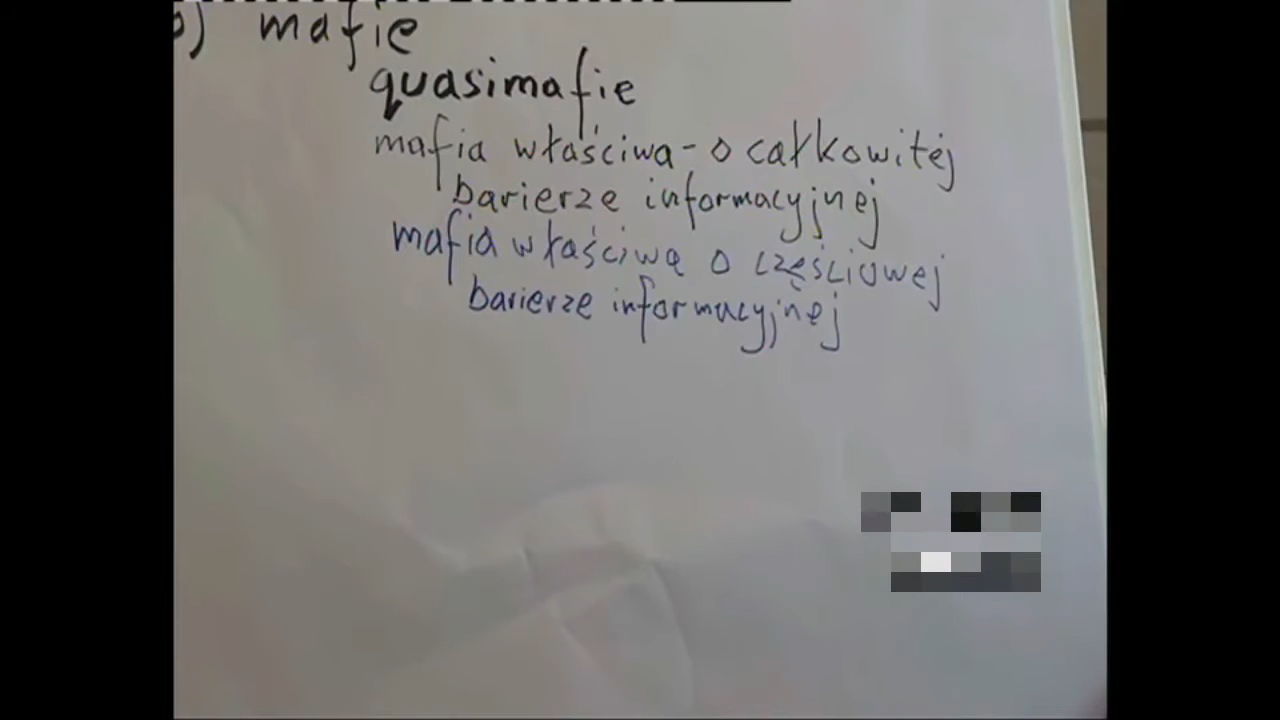 ) mafie
quasimafie
mafia właściwa - o całkowitej
barierze informacyjnej
mafia właściwa o częściowej
barierze informacyjnej